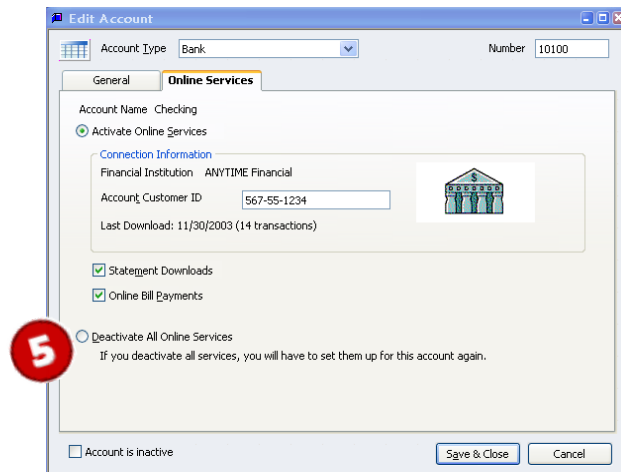 Edit Account
Account Type Bank Number 10100
General Online Services
Account Name Checking
Activate Online Services
Connection Information
Financial Institution ANYTIME Financial
$
Account Customer ID 567-55-1234
Last Download: 11/30/2003 (14 transactions)
Statement Downloads
Online Bill Payments
5
Deactivate All Online Services
If you deactivate all services, you will have to set them up for this account again.
Account is inactive Save & Close Cancel